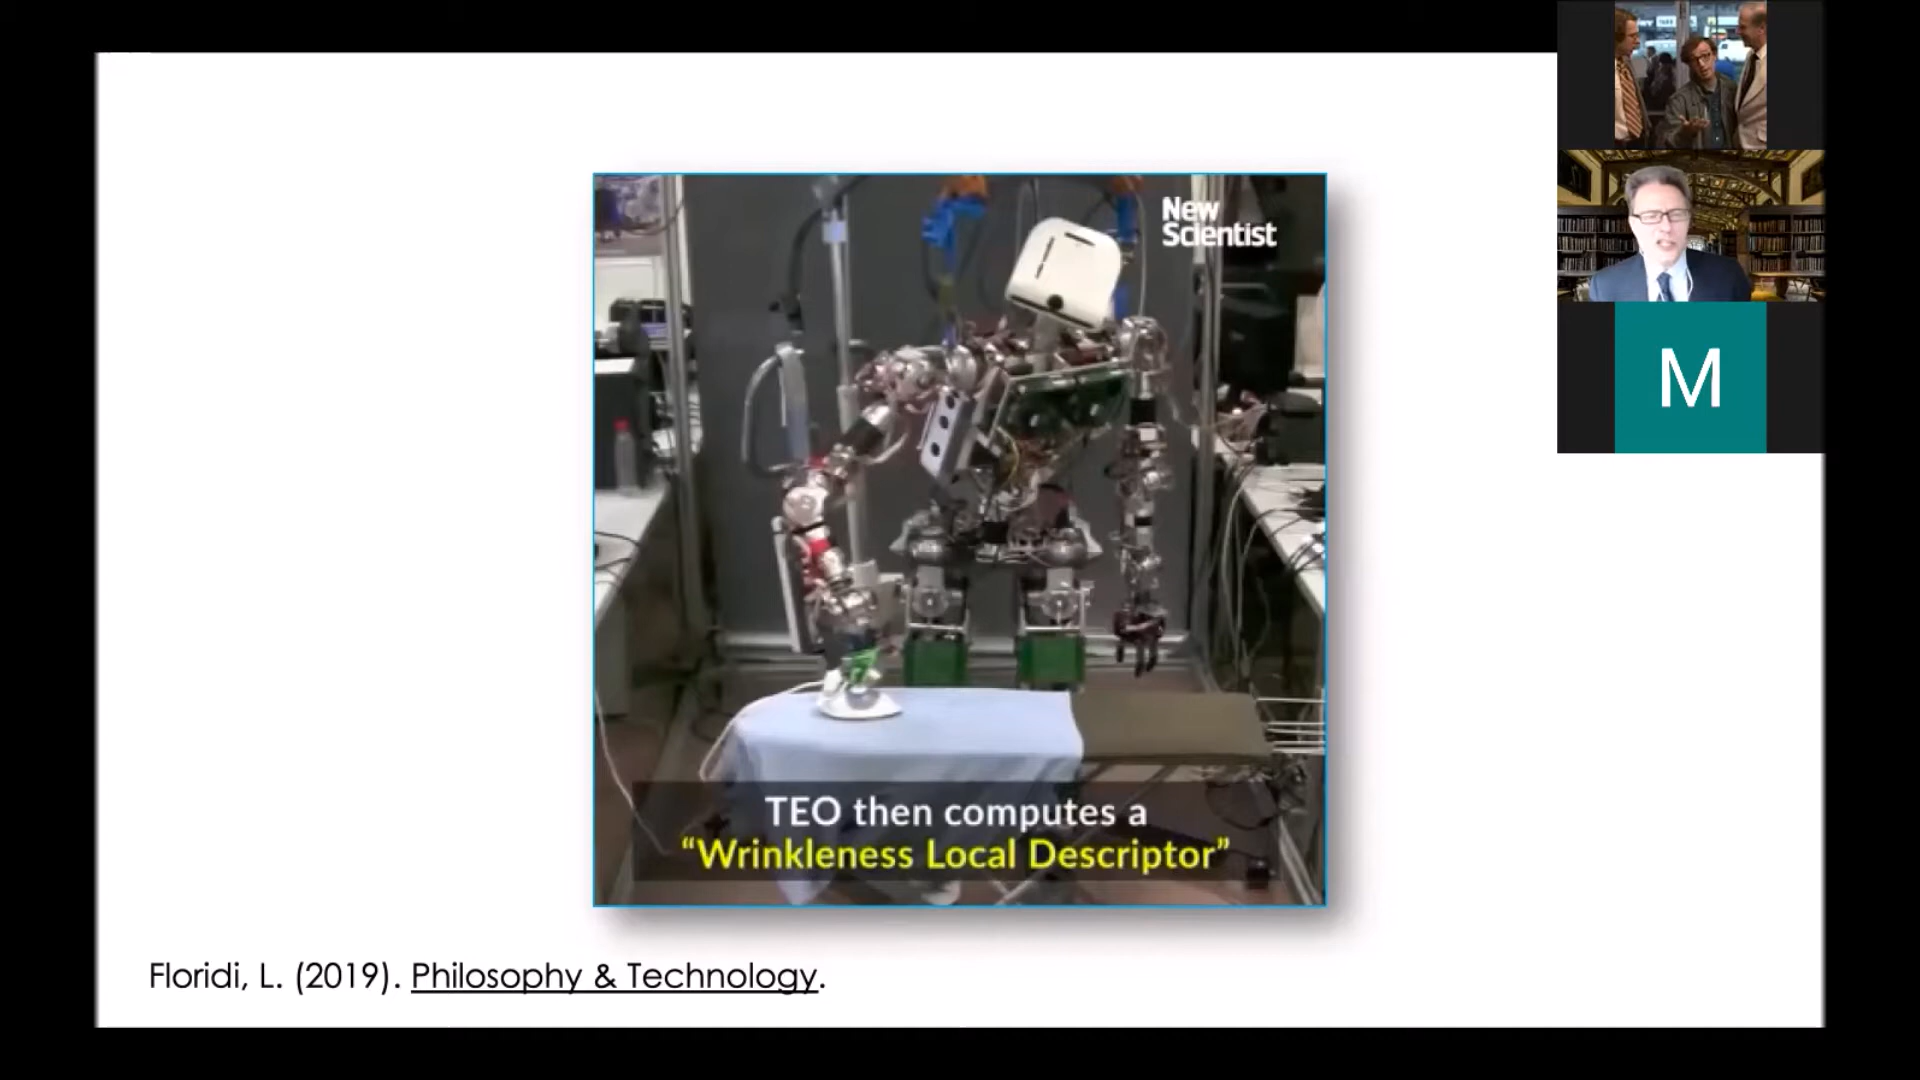 New
Scientist
M
TEO then computes a
“Wrinkleness Local Descriptor”
Floridi, L. (2019). Philosophy & Technology.